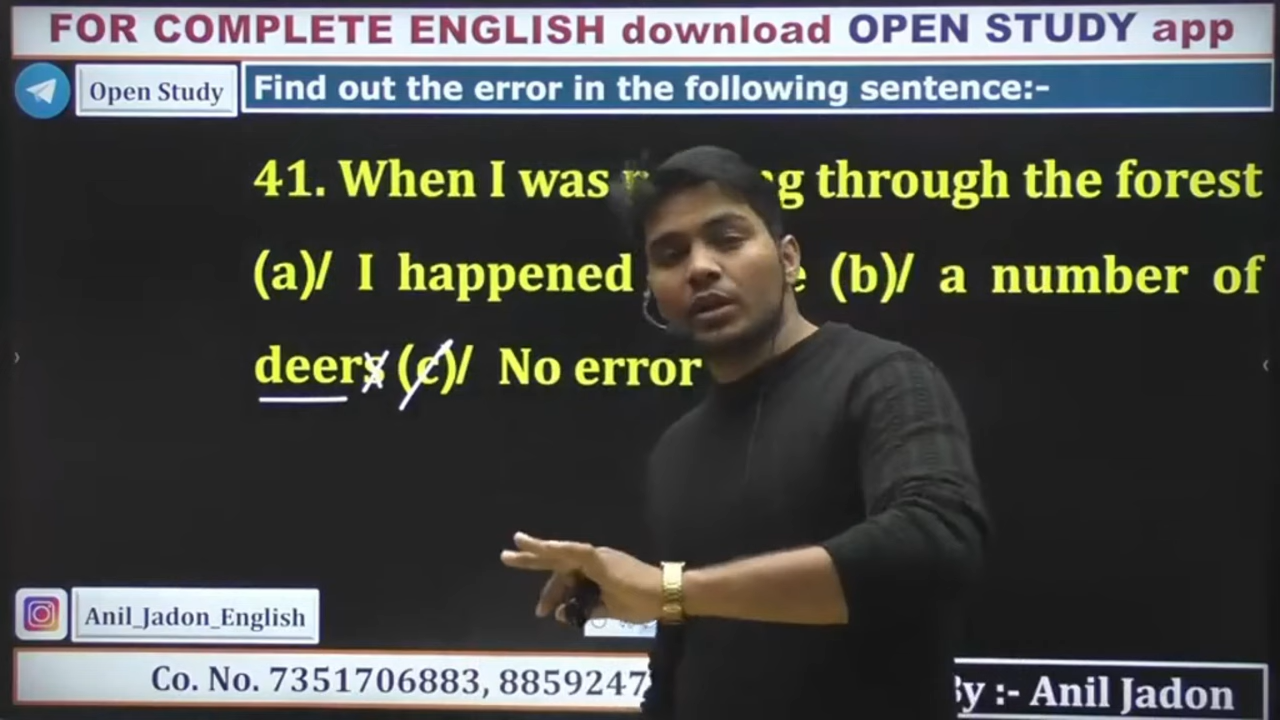 FOR COMPLETE ENGLISH download OPEN STUDY app
Open Study
Find out the error in the following sentence:-
41. When I was through the forest
(a)/ I happened (b)/ a number of
deers (c)/ No error
Anil_Jadon_English
Co. No. 7351706883, 8859247
By :- Anil Jadon